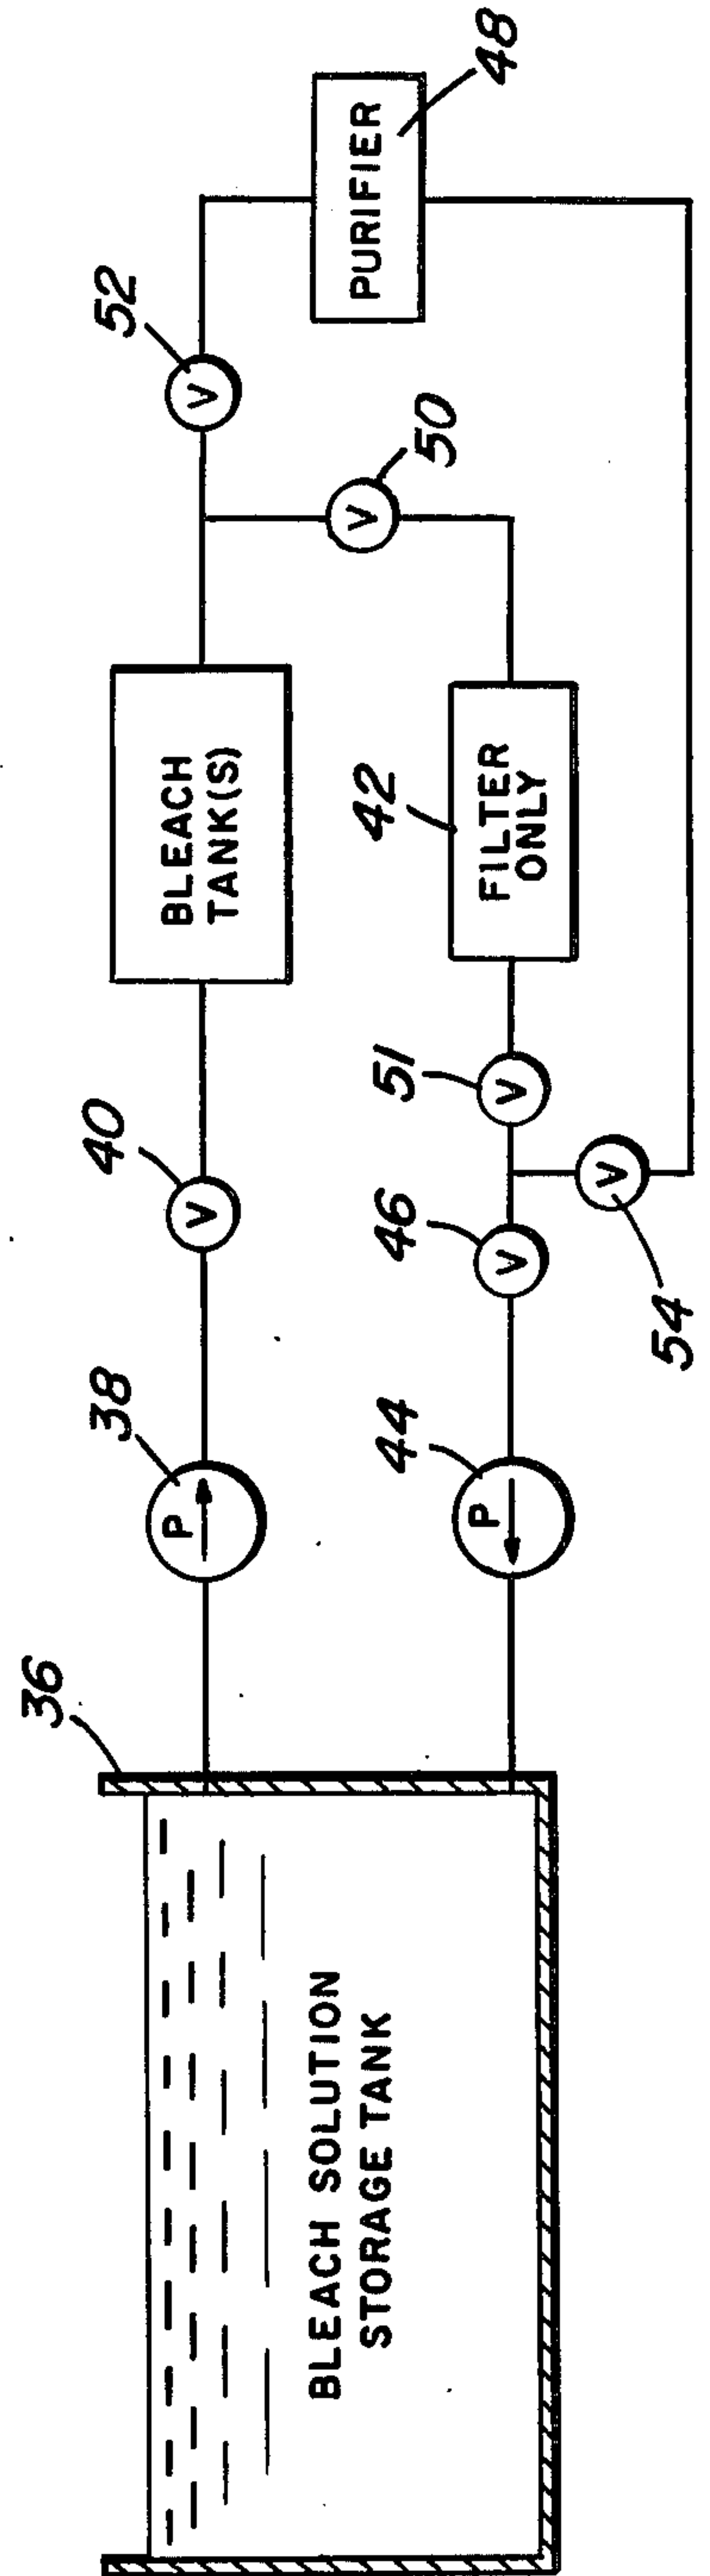 36
BLEACH SOLUTION
STORAGE TANK
38
P
40
V
BLEACH
TANK(S)
52
V
50
V
PURIFIER
48
44
P
46
V
51
V
42
FILTER
ONLY
54
V